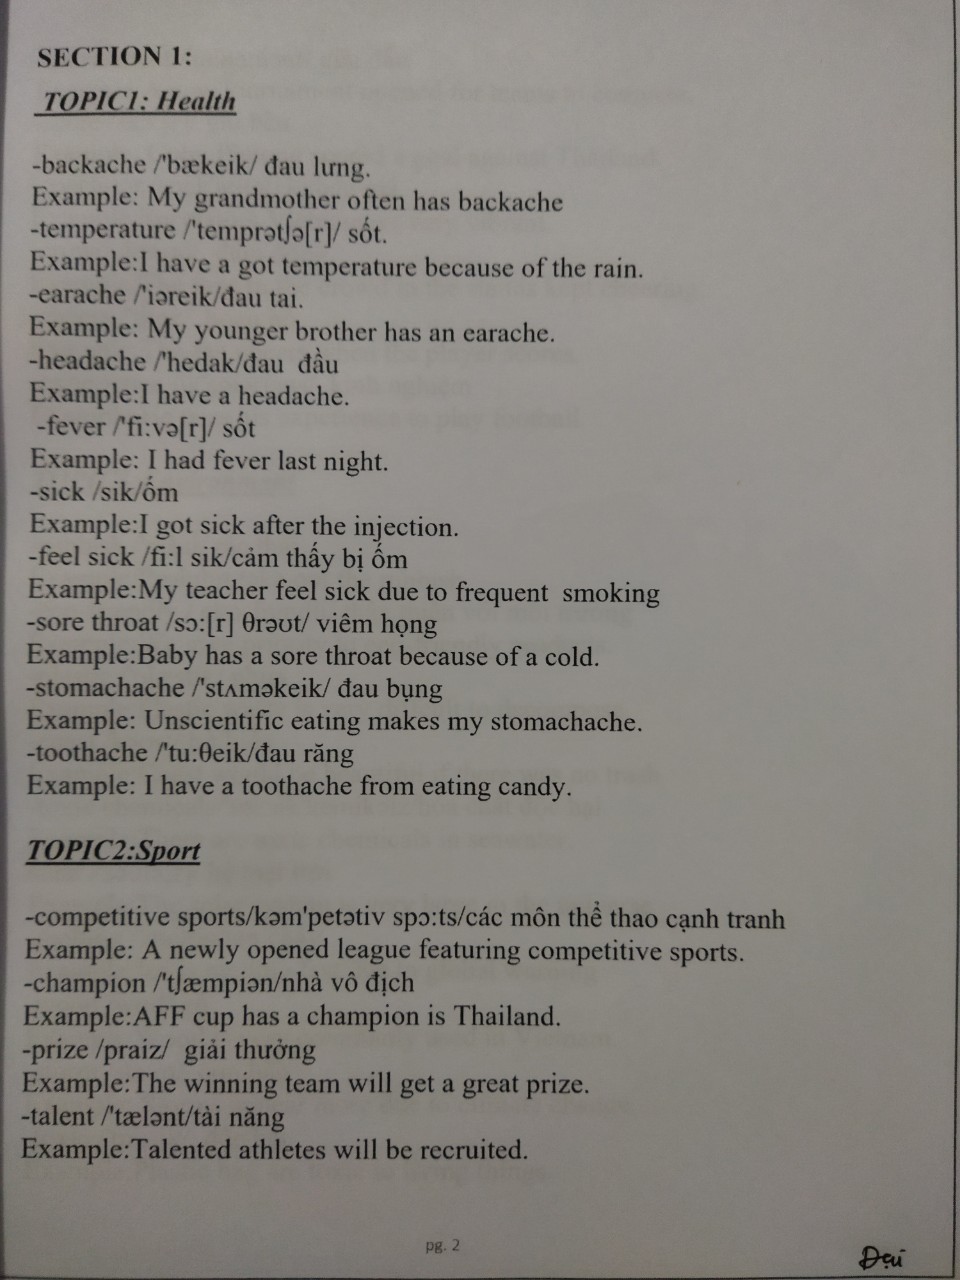 SECTION 1:
TOPIC1: Health
-backache /'bækeik/ đau lưng.
Example: My grandmother often has backache
-temperature /'temprətʃə[r]/ sốt.
Example:I have a got temperature because of the rain.
-earache /'iəreik/đau tai.
Example: My younger brother has an earache.
-headache /'hedak/đau đầu
Example:I have a headache.
-fever /'fi:və[r]/ sốt
Example: I had fever last night.
-sick /sik/ốm
Example:I got sick after the injection.
-feel sick /fi:l sik/cảm thấy bị ốm
Example:My teacher feel sick due to frequent smoking
-sore throat /sɔ:[r] θrəʊt/ viêm họng
Example:Baby has a sore throat because of a cold.
-stomachache /'stʌməkeik/ đau bụng
Example: Unscientific eating makes my stomachache.
-toothache /'tu:θeik/đau răng
Example: I have a toothache from eating candy.
TOPIC2:Sport
-competitive sports/kəm'petətiv spɔ:ts/các môn thể thao cạnh tranh
Example: A newly opened league featuring competitive sports.
-champion /'tʃæmpiən/nhà vô địch
Example:AFF cup has a champion is Thailand.
-prize /praiz/ giải thưởng
Example:The winning team will get a great prize.
-talent /'tælənt/tài năng
Example:Talented athletes will be recruited.
pg. 2